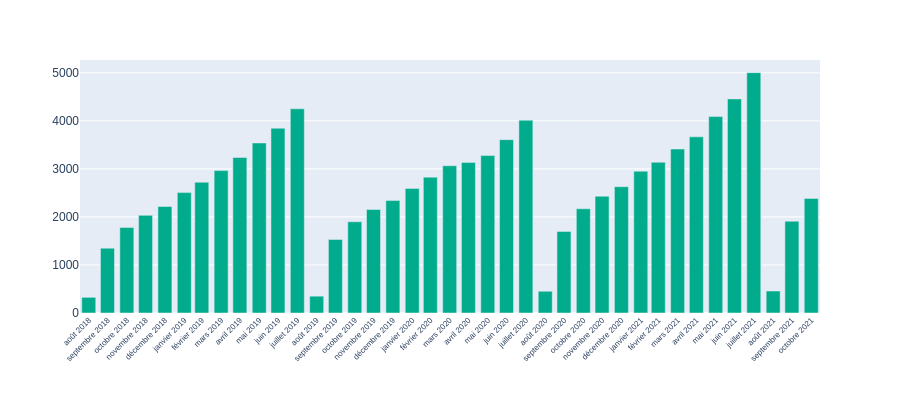 5000
4000
3000
2000
1000
0
août 2018
septembre 2018
octobre 2018
novembre 2018
décembre 2018
janvier 2019
février 2019
mars 2019
avril 2019
mai 2019
juin 2019
juillet 2019
août 2019
septembre 2019
octobre 2019
novembre 2019
décembre 2019
janvier 2020
février 2020
mars 2020
avril 2020
mai 2020
juin 2020
juillet 2020
août 2020
septembre 2020
octobre 2020
novembre 2020
décembre 2020
janvier 2021
février 2021
mars 2021
avril 2021
mai 2021
juin 2021
juillet 2021
août 2021
septembre 2021
octobre 2021